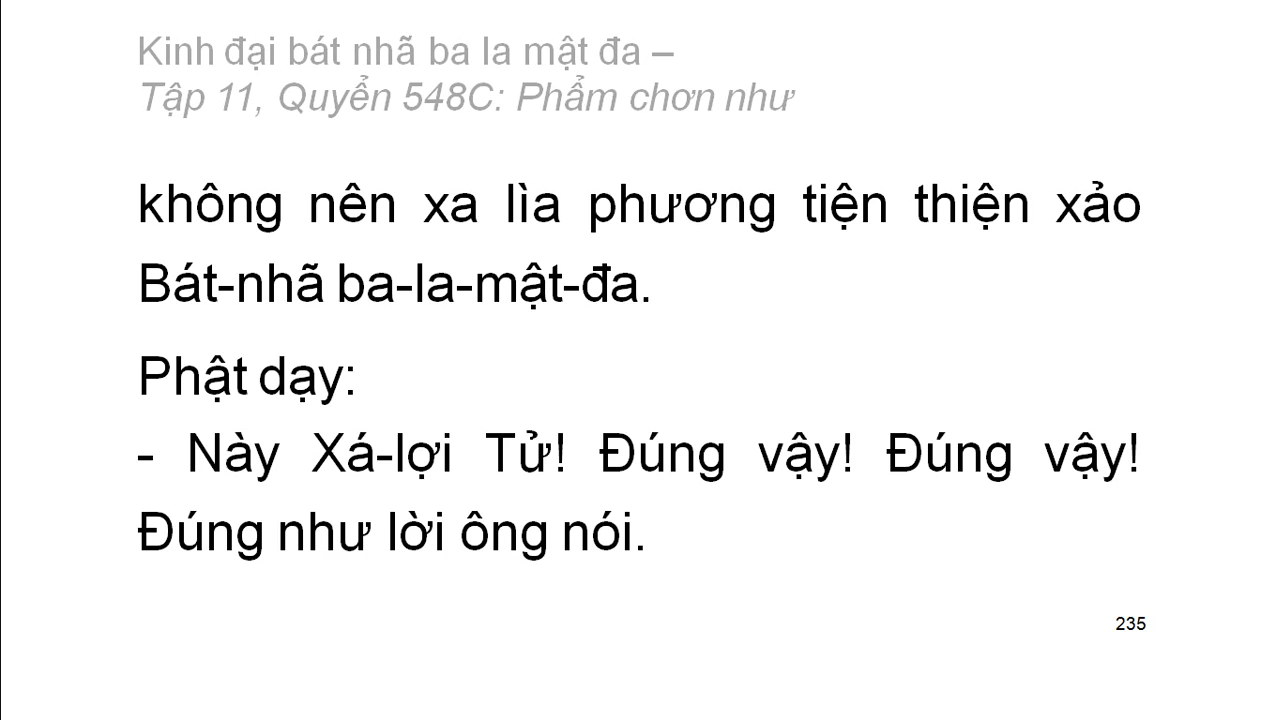 Kinh đại bát nhã ba la mật đa –
Tập 11, Quyển 548C: Phẩm chơn như
không nên xa lìa phương tiện thiện xảo
Bát-nhã ba-la-mật-đa.
Phật dạy:
- Này Xá-lợi Tử! Đúng vậy! Đúng vậy!
Đúng như lời ông nói.
235